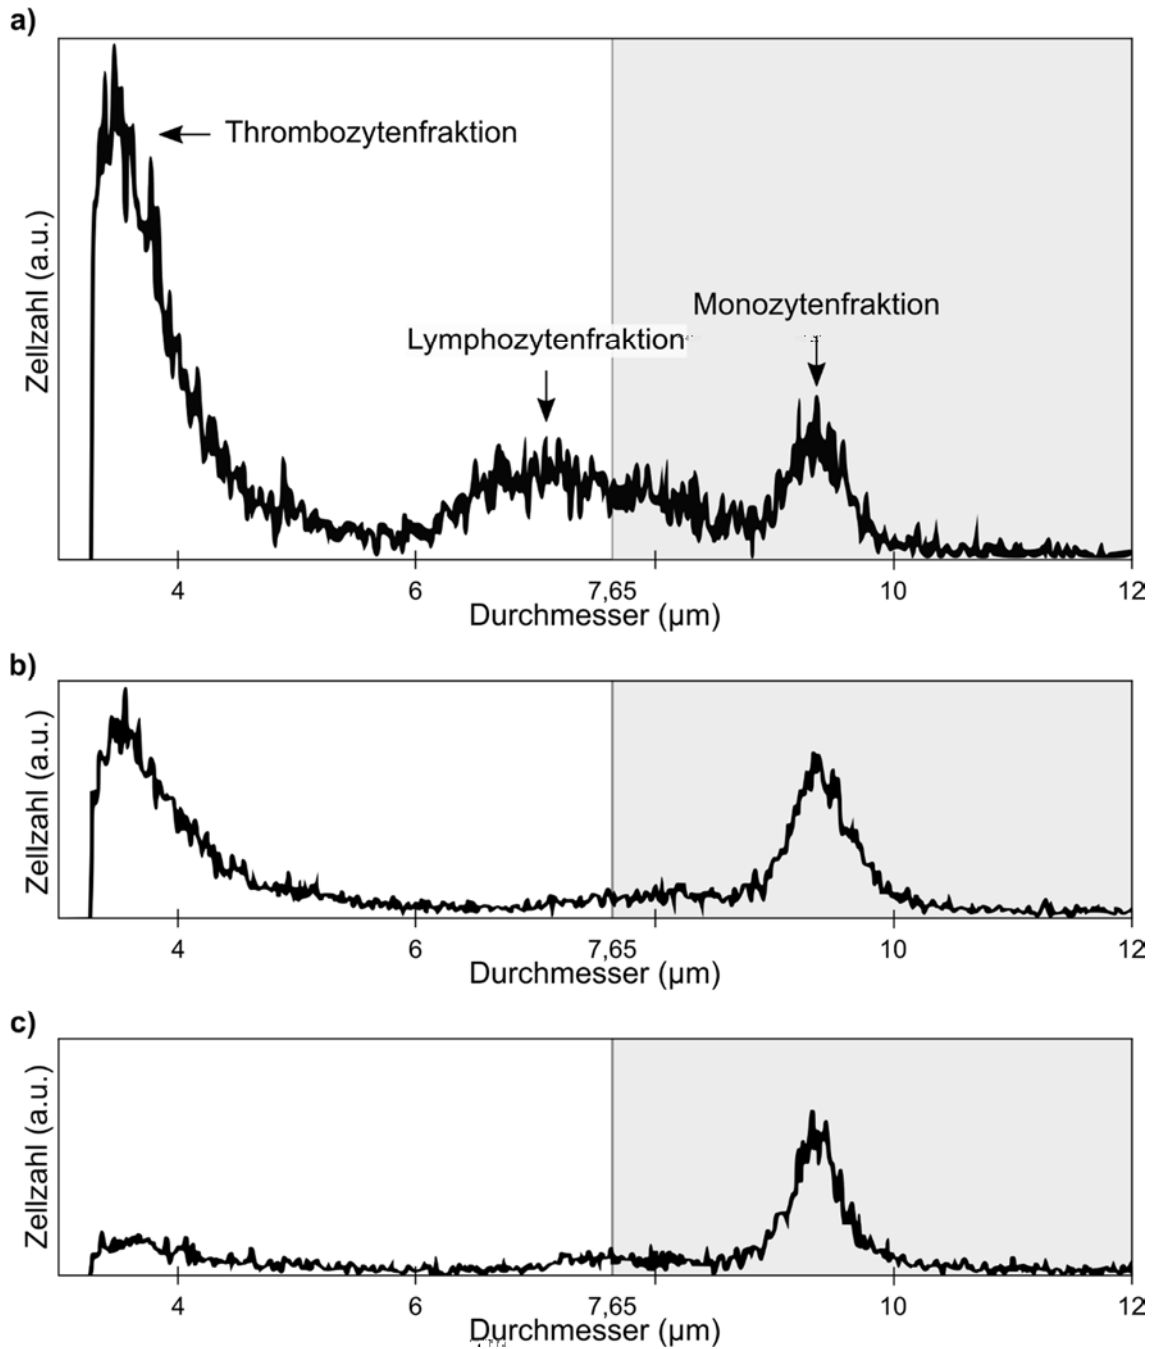 a)
Thrombozytenfraktion
Monozytenfraktion
Lymphozytenfraktion
Zellzahl (a.u.)
4 6 7,65 10 12
Durchmesser (µm)
b)
Zellzahl (a.u.)
4 6 7,65 10 12
Durchmesser (µm)
c)
Zellzahl (a.u.)
4 6 7,65 10 12
Durchmesser (µm)